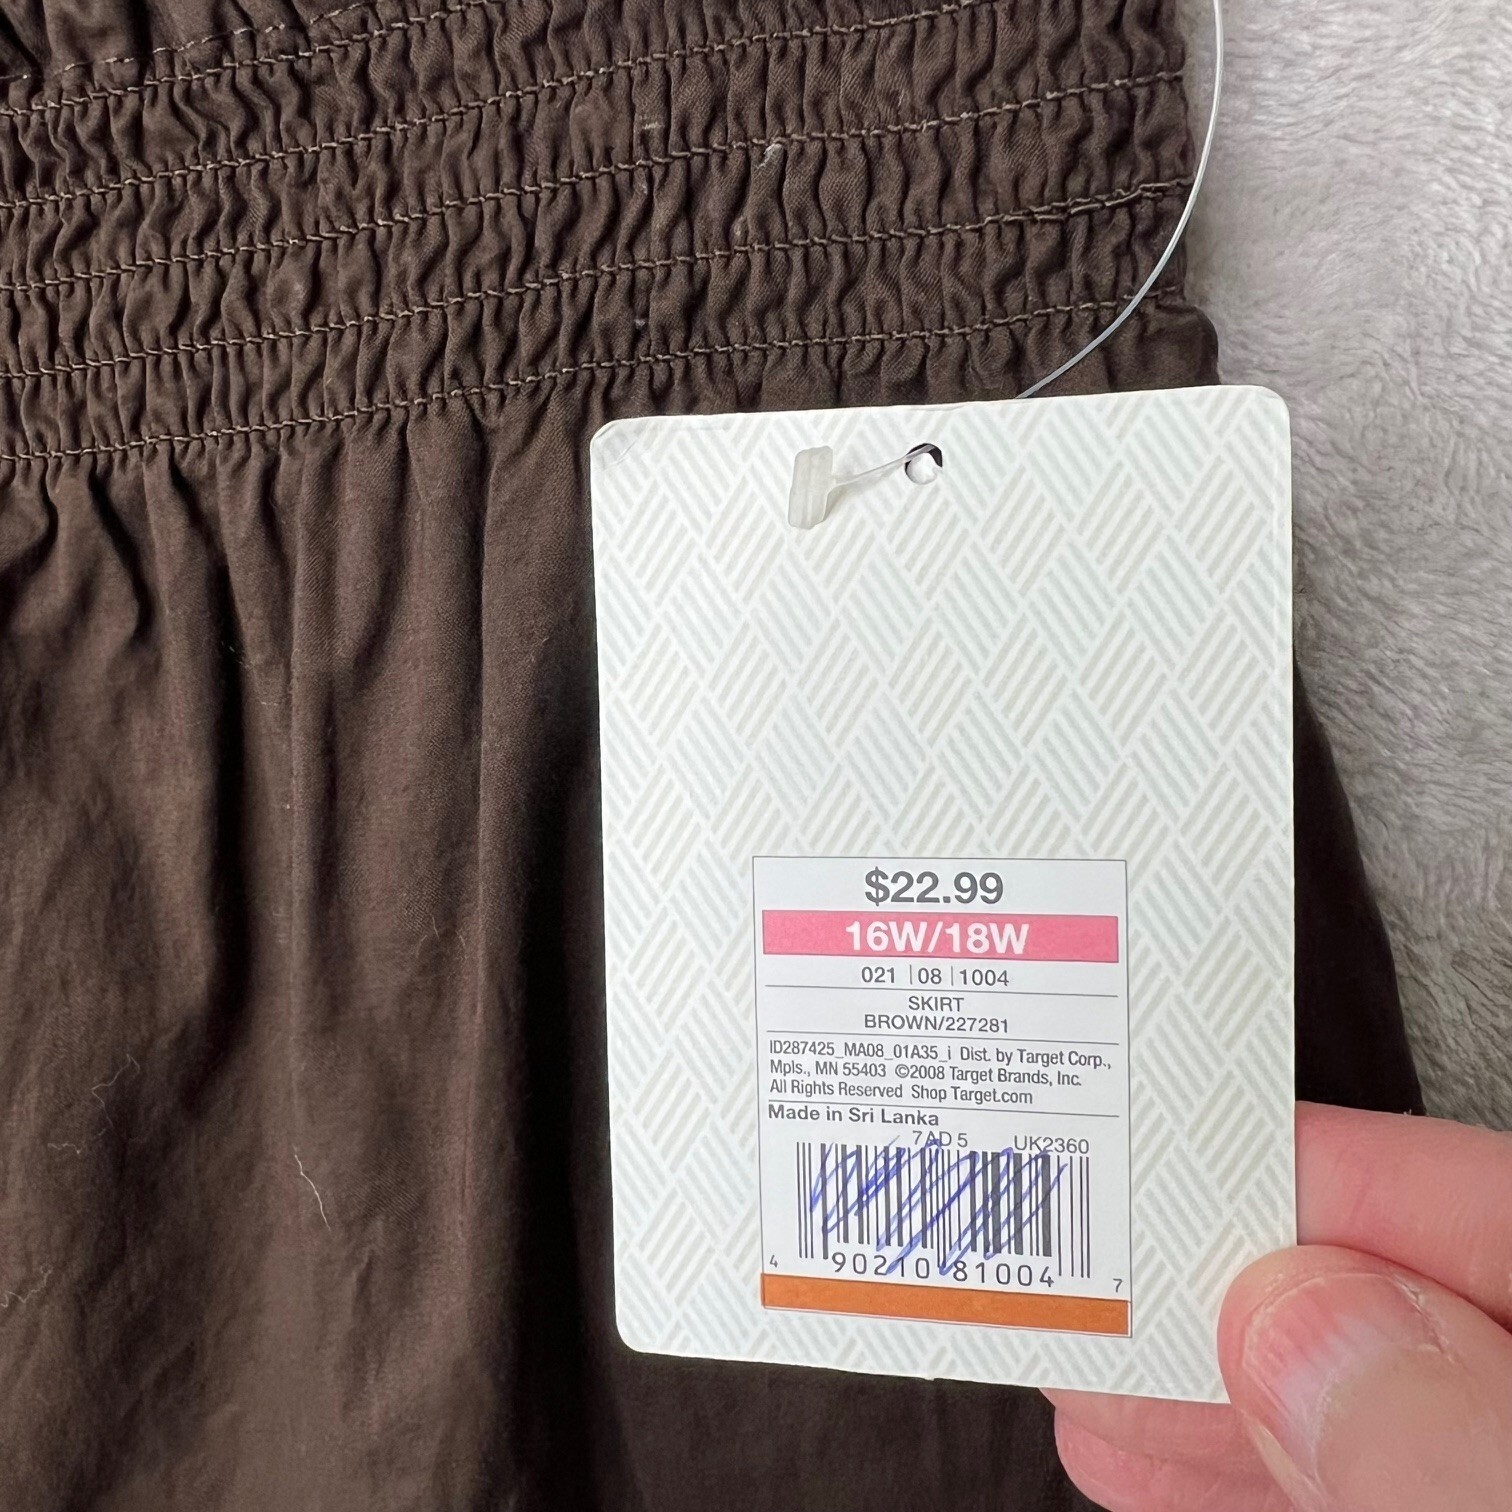 $22.99
16W/18W
021 | 08 | 1004
SKIRT
BROWN/227281
ID287425_MA08_01A35_i Dist. by Target Corp.,
Mpls., MN 55403 ©2008 Target Brands, Inc.
All Rights Reserved Shop Target.com
Made in Sri Lanka
7AD 5 UK2360
4 90210 81004 7